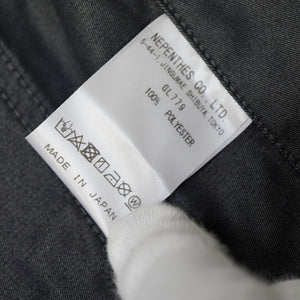 NEPENTHES CO., LTD
5-44-1, JINGUMAE SHIBUYA, TOKYO
GL779
100% POLYESTER
MADE IN JAPAN